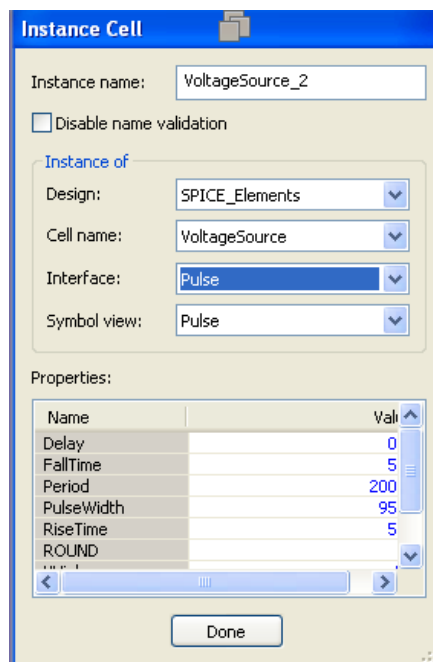 Instance Cell
Instance name: VoltageSource_2
Disable name validation
Instance of
Design: SPICE_Elements
Cell name: VoltageSource
Interface: Pulse
Symbol view: Pulse
Properties:
Name Val
Delay 0
FallTime 5
Period 200
PulseWidth 95
RiseTime 5
ROUND
Done